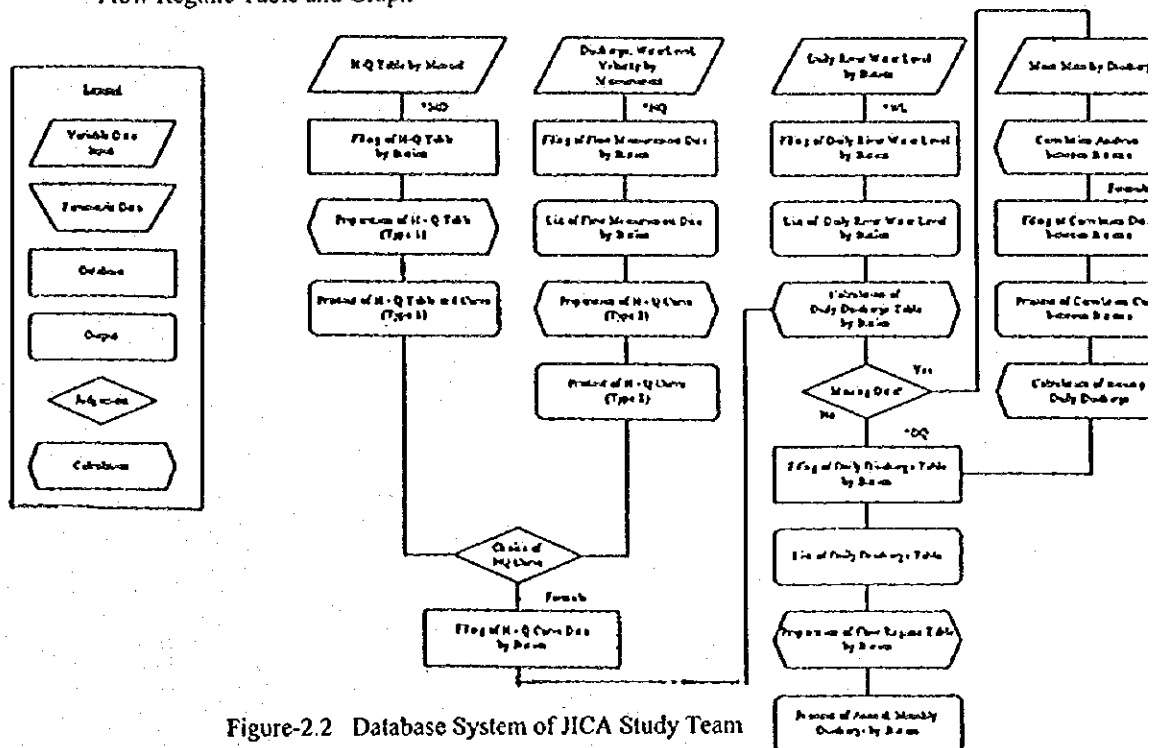 Flow Regime Table and Graph
Legend
Variable Data
Input
Parametric Data
Database
Output
Judgement
Calculation
H-Q Table by Manual
*MD
Filing of H-Q Table
by Station
Preparation of H - Q Table
(Type 1)
Printout of H - Q Table and Curve
(Type 1)
Discharge, Water Level,
Velocity by
Measurement
*HQ
Filing of Flow Measurement Data
by Station
List of Flow Measurement Data
by Station
Preparation of H - Q Curve
(Type 2)
Printout of H - Q Curve
(Type 2)
Choice of
HQ Curve
Formula
Filing of H - Q Curve Data
by Station
Daily River Water Level
by Station
*WL
Filing of Daily River Water Level
by Station
List of Daily River Water Level
by Station
Calculation of
Daily Discharge Table
by Station
Missing Data?
Yes
No
*DQ
Filing of Daily Discharge Table
by Station
List of Daily Discharge Table
Preparation of Flow Regime Table
by Station
Printout of Annual, Monthly
Discharge by Station
Mean Monthly Discharge
Correlation Analysis
between Stations
Formula
Filing of Correlation Da
between Stations
Printout of Correlation Cu
between Stations
Calculation of missing
Daily Discharge
Figure-2.2 Database System of JICA Study Team